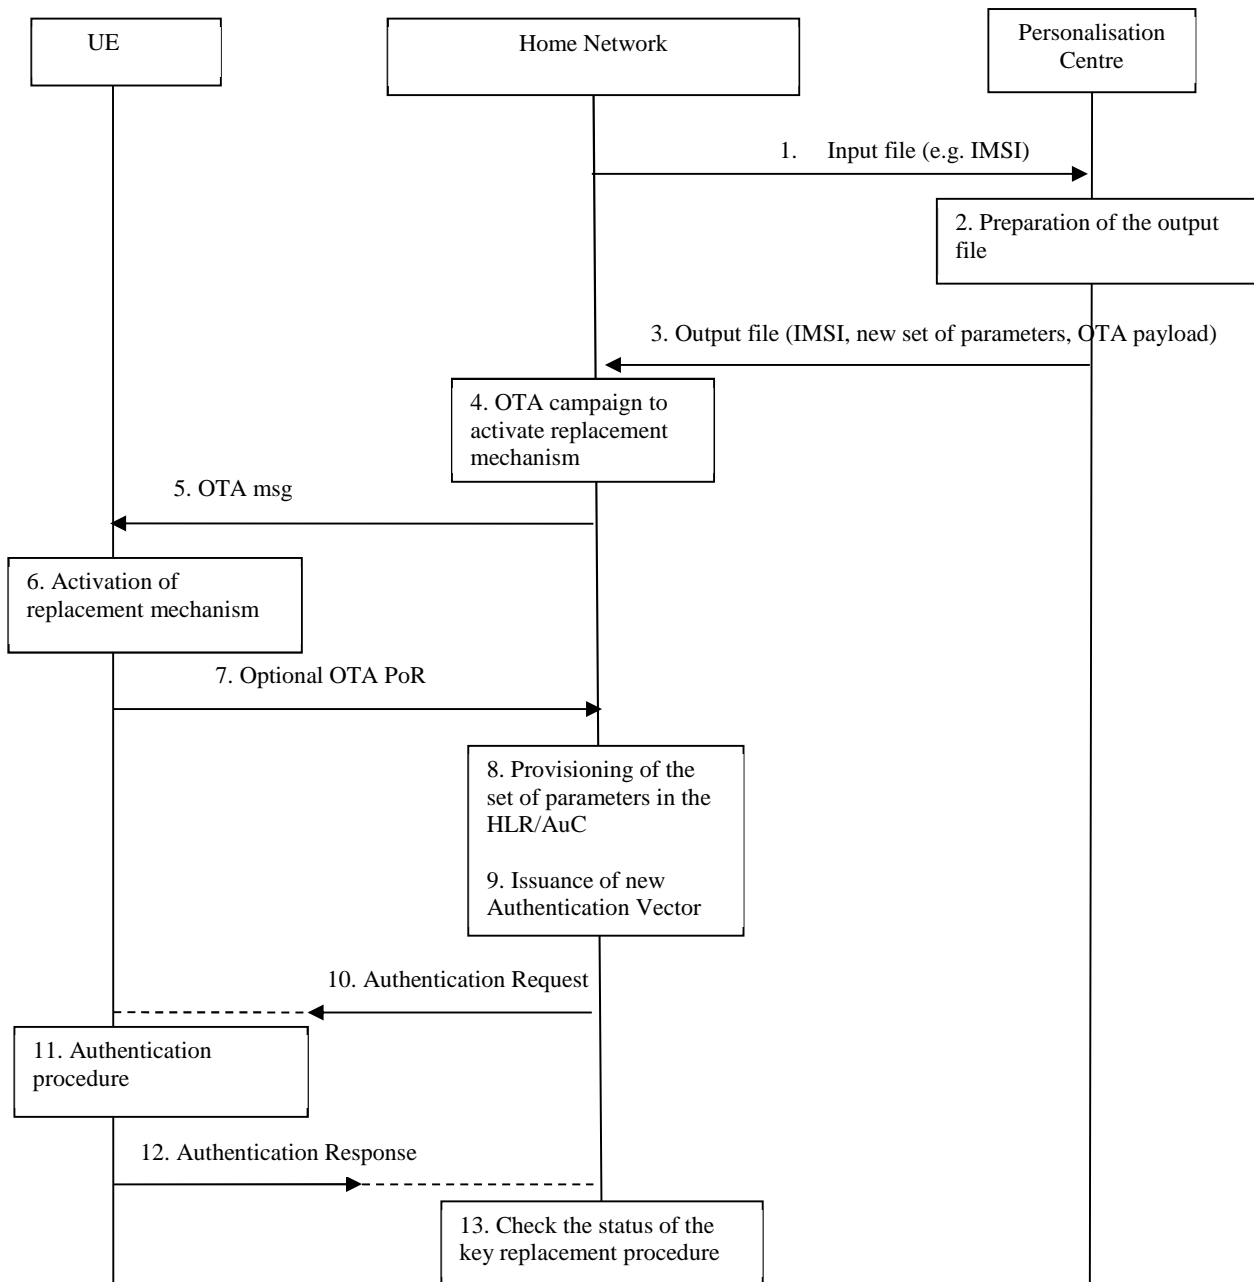 UE
Home Network
Personalisation
Centre
1. Input file (e.g. IMSI)
2. Preparation of the output
file
3. Output file (IMSI, new set of parameters, OTA payload)
4. OTA campaign to
activate replacement
mechanism
5. OTA msg
6. Activation of
replacement mechanism
7. Optional OTA PoR
8. Provisioning of the
set of parameters in the
HLR/AuC
9. Issuance of new
Authentication Vector
10. Authentication Request
11. Authentication
procedure
12. Authentication Response
13. Check the status of the
key replacement procedure